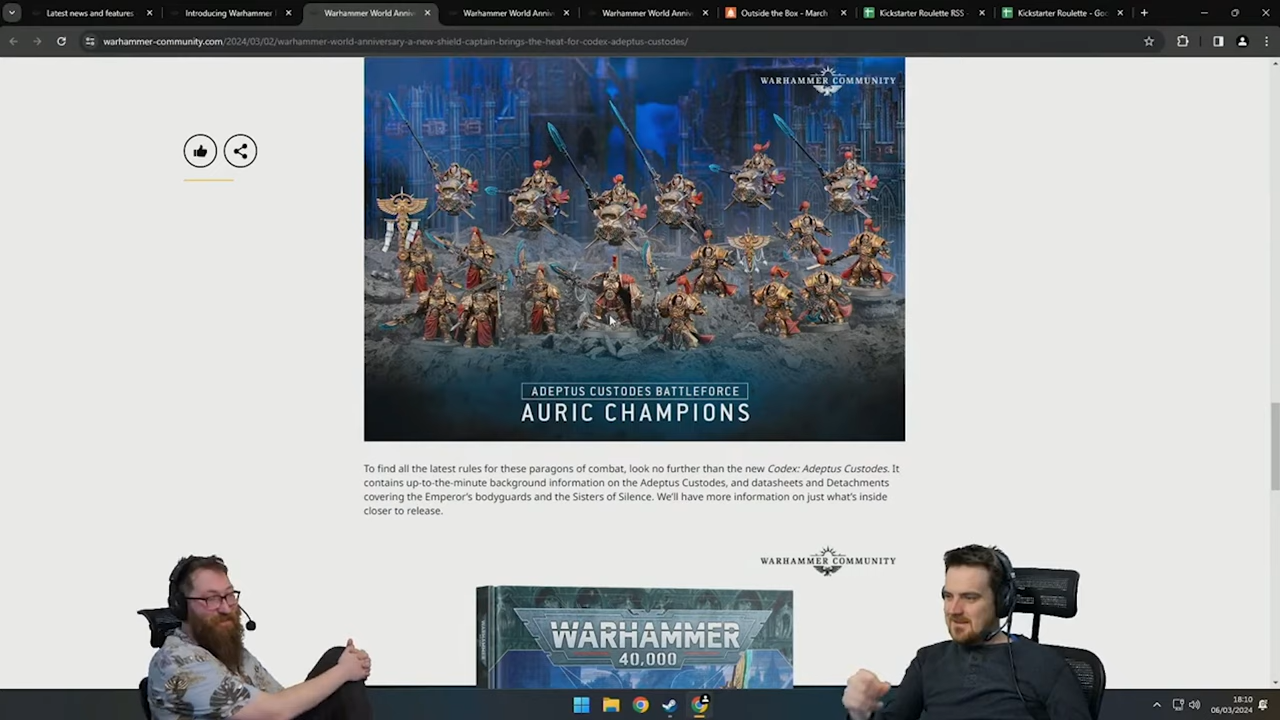 Latest news and features
Introducing Warhammer
Warhammer World Anniv
Warhammer World Anniv
Warhammer World Anniv
Outside the Box - March
Kickstarter Roulette RSS -
Kickstarter Roulette - Goo
warhammer-community.com/2024/03/02/warhammer-world-anniversary-a-new-shield-captain-brings-the-heat-for-codex-adeptus-custodes/
WARHAMMER COMMUNITY
ADEPTUS CUSTODES BATTLEFORCE
AURIC CHAMPIONS
To find all the latest rules for these paragons of combat, look no further than the new Codex: Adeptus Custodes. It
contains up-to-the-minute background information on the Adeptus Custodes, and datasheets and Detachments
covering the Emperor's bodyguards and the Sisters of Silence. We'll have more information on just what's inside
closer to release.
WARHAMMER COMMUNITY
WARHAMMER
40,000
18:10
06/03/2024